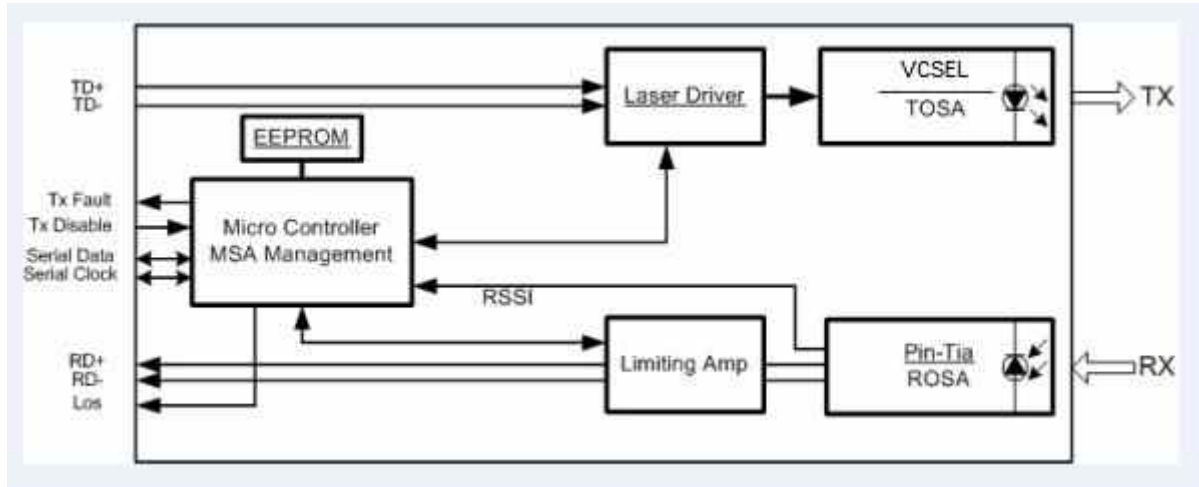 TD+
TD-
Laser Driver
VCSEL
TOSA
TX
EEPROM
Tx Fault
Tx Disable
Serial Data
Serial Clock
Micro Controller
MSA Management
RSSI
RD+
RD-
Los
Limiting Amp
Pin-Tia
ROSA
RX